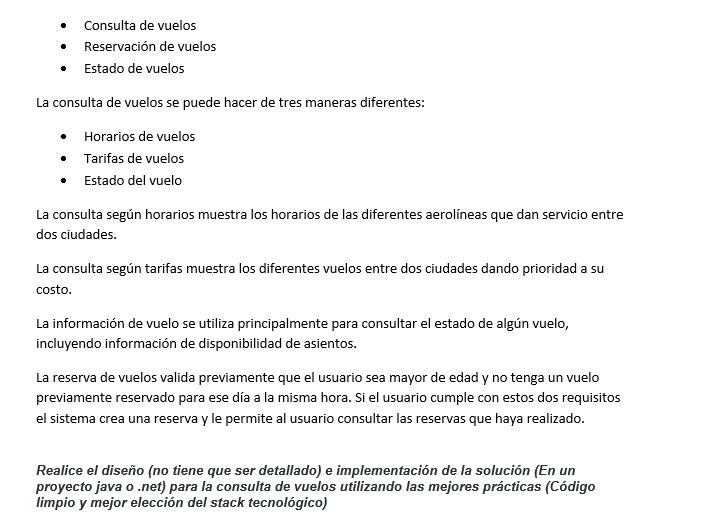 • Consulta de vuelos
• Reservación de vuelos
• Estado de vuelos
La consulta de vuelos se puede hacer de tres maneras diferentes:
• Horarios de vuelos
• Tarifas de vuelos
• Estado del vuelo
La consulta según horarios muestra los horarios de las diferentes aerolíneas que dan servicio entre
dos ciudades.
La consulta según tarifas muestra los diferentes vuelos entre dos ciudades dando prioridad a su
costo.
La información de vuelo se utiliza principalmente para consultar el estado de algún vuelo,
incluyendo información de disponibilidad de asientos.
La reserva de vuelos valida previamente que el usuario sea mayor de edad y no tenga un vuelo
previamente reservado para ese día a la misma hora. Si el usuario cumple con estos dos requisitos
el sistema crea una reserva y le permite al usuario consultar las reservas que haya realizado.
Realice el diseño (no tiene que ser detallado) e implementación de la solución (En un
proyecto java o .net) para la consulta de vuelos utilizando las mejores prácticas (Código
limpio y mejor elección del stack tecnológico)